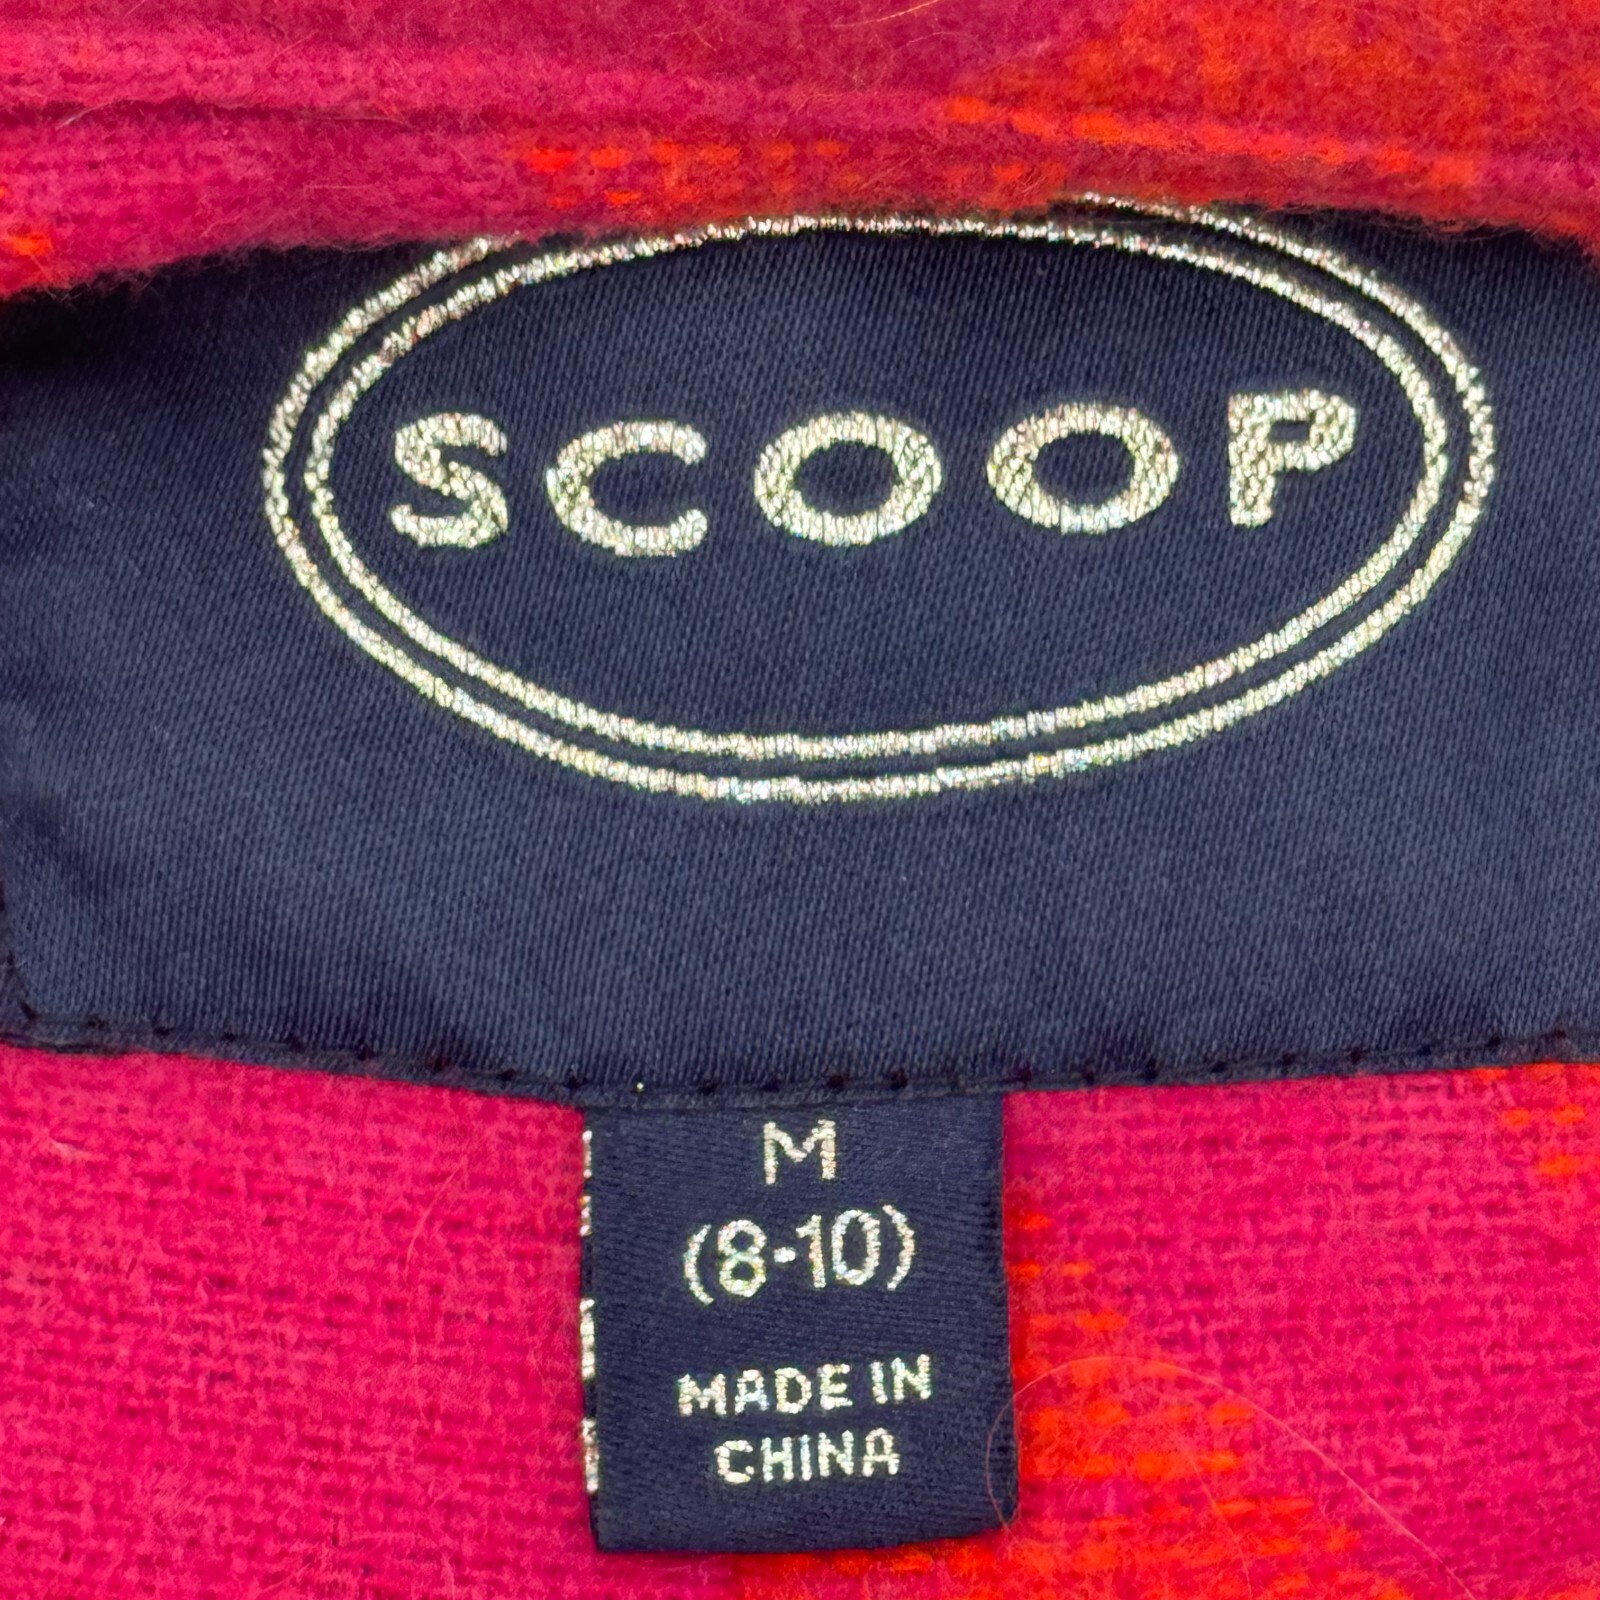 SCOOP
M
(8-10)
MADE IN
CHINA